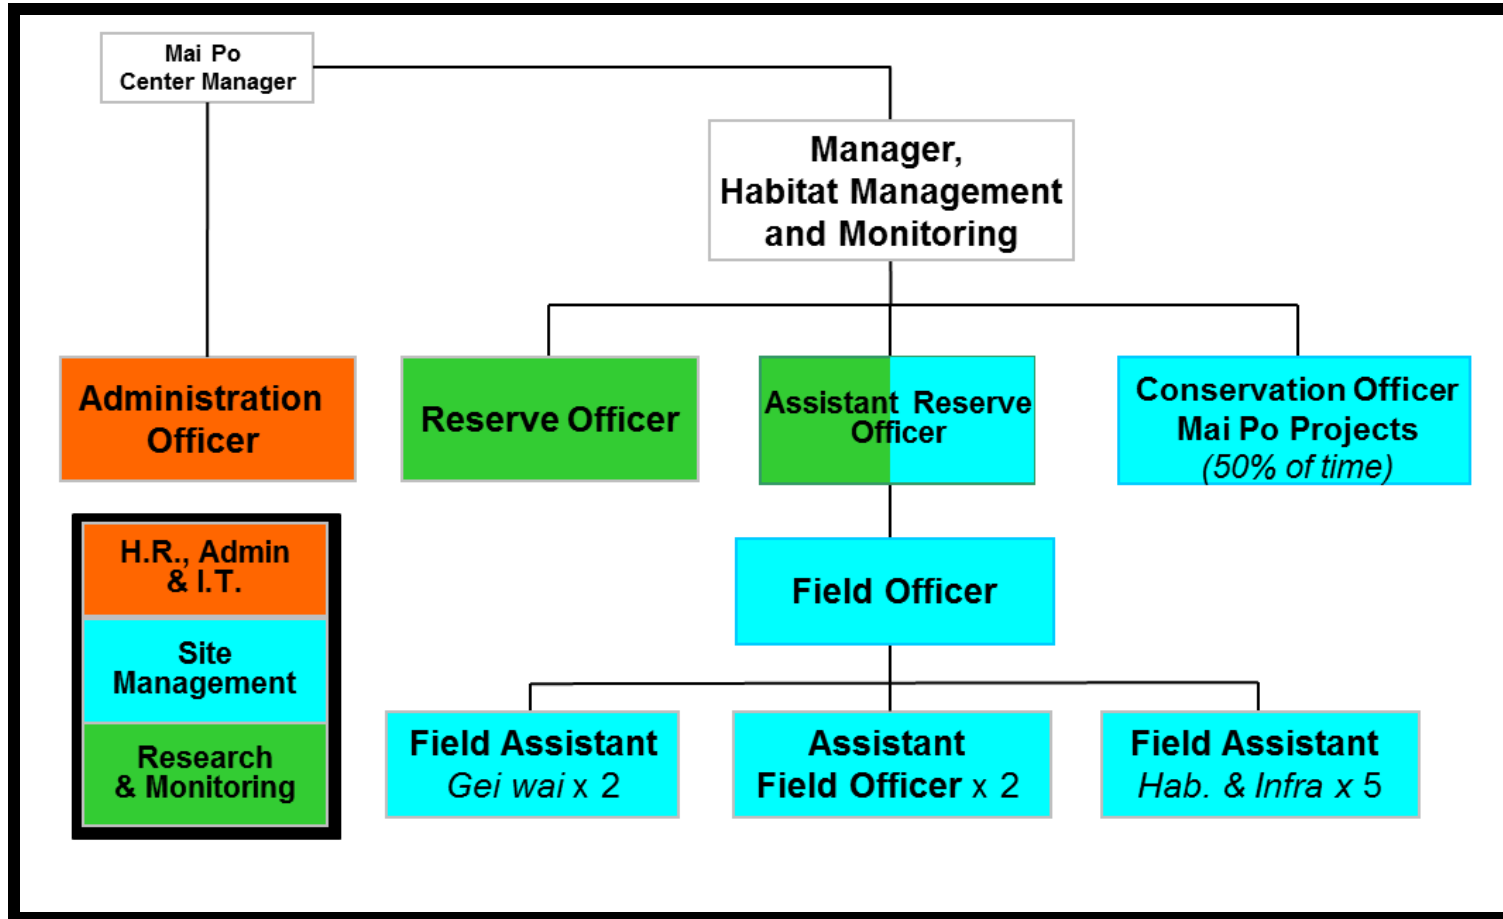 Mai Po
Center Manager
Manager,
Habitat Management
and Monitoring
Administration
Officer
Reserve Officer
Assistant Reserve
Officer
Conservation Officer
Mai Po Projects
(50% of time)
H.R., Admin
& I.T.
Site
Management
Research
& Monitoring
Field Officer
Field Assistant
Gei wai x 2
Assistant
Field Officer x 2
Field Assistant
Hab. & Infra x 5